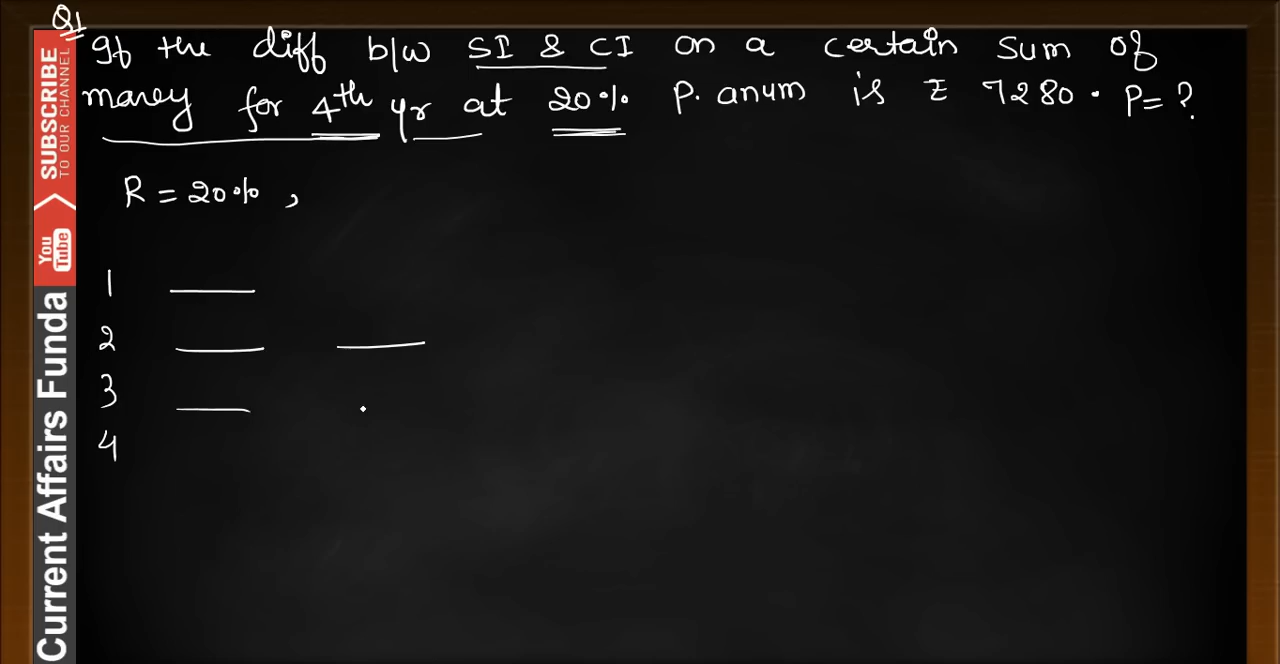 Q1
If the diff b/w SI & CI on a certain sum of
money for 4th yr at 20% p. anum is ₹ 7280. P= ?
R = 20%,
1
2
3
4
SUBSCRIBE
TO OUR CHANNEL
You Tube
Current Affairs Funda